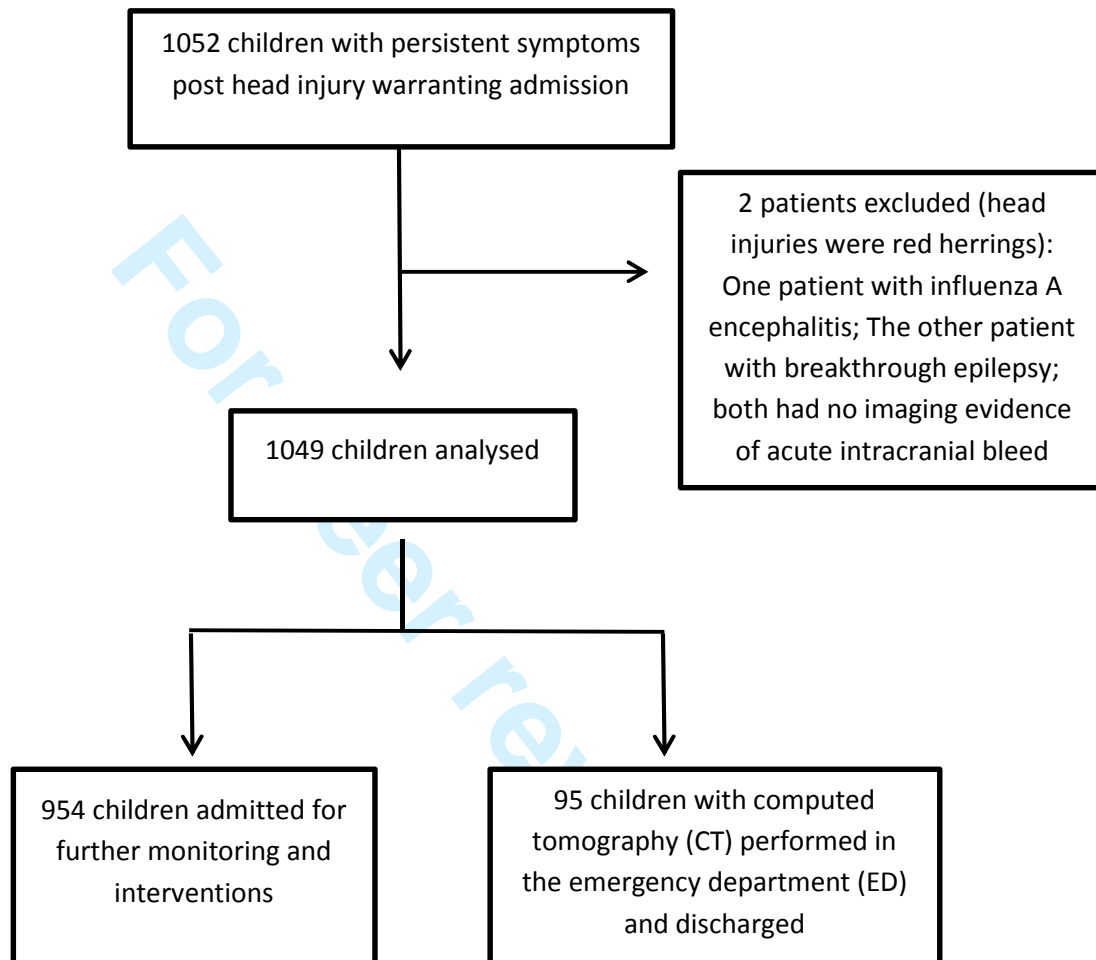 1052 children with persistent symptoms
post head injury warranting admission
2 patients excluded (head
injuries were red herrings):
One patient with influenza A
encephalitis; The other patient
with breakthrough epilepsy;
both had no imaging evidence
of acute intracranial bleed
1049 children analysed
954 children admitted for
further monitoring and
interventions
95 children with computed
tomography (CT) performed in
the emergency department (ED)
and discharged
For